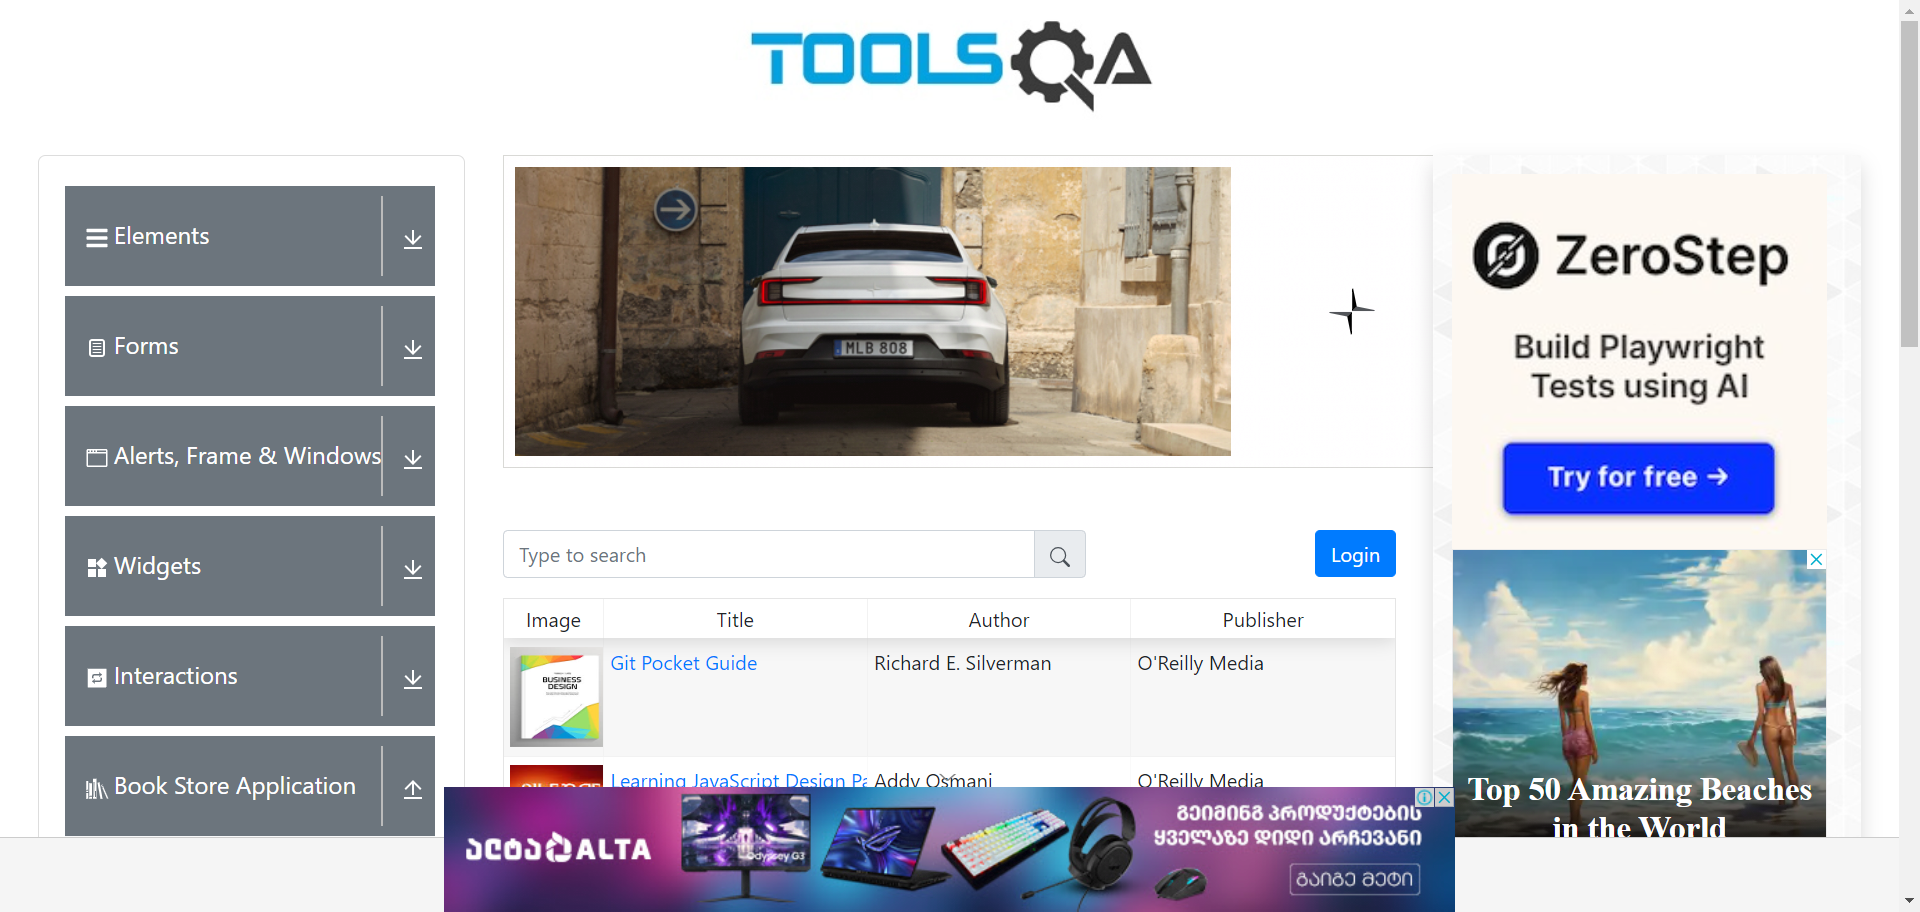 TOOLSQA
Elements
Forms
Alerts, Frame & Windows
Widgets
Interactions
Book Store Application
MLB 808
Type to search
Login
Image Title Author Publisher
BUSINESS
DESIGN
Git Pocket Guide Richard E. Silverman O'Reilly Media
Learning JavaScript Design Pa Addy Osmani O'Reilly Media
ZeroStep
Build Playwright
Tests using AI
Try for free →
Top 50 Amazing Beaches
in the World
ალტა ALTA
Odyssey G3
გეიმინგ პროდუქტების
ყველაზე დიდი არჩევანი
გაიგე მეტი